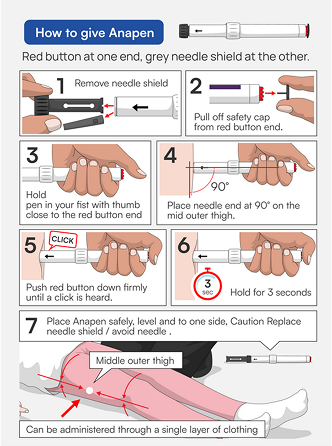 How to give Anapen
Red button at one end, grey needle shield at the other.
1 Remove needle shield
2
Pull off safety cap
from red button end.
3
Hold
pen in your fist with thumb
close to the red button end
4
90°
Place needle end at 90° on the
mid outer thigh.
5
CLICK
Push red button down firmly
until a click is heard.
6
3
sec
Hold for 3 seconds
7 Place Anapen safely, level and to one side, Caution Replace
needle shield / avoid needle .
Middle outer thigh
Can be administered through a single layer of clothing